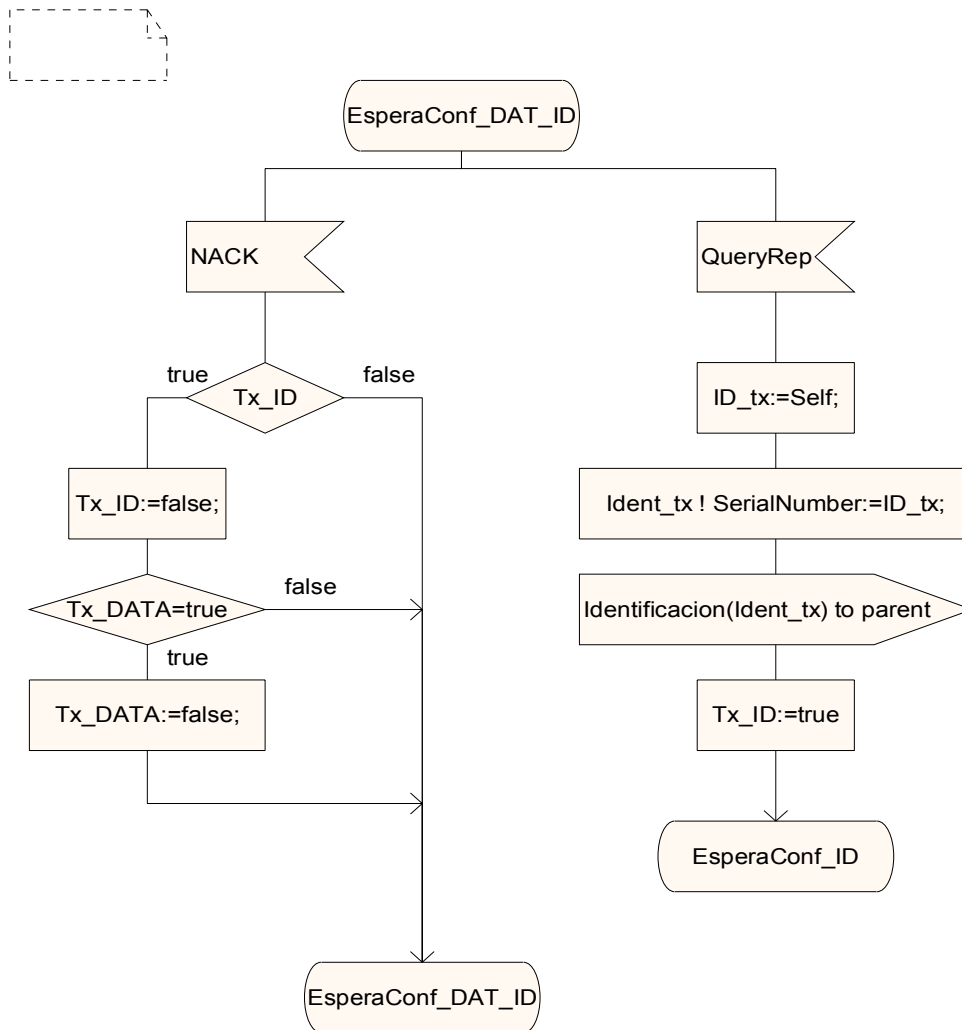 EsperaConf_DAT_ID
NACK
QueryRep
true
false
Tx_ID
ID_tx:=Self;
Tx_ID:=false;
Ident_tx ! SerialNumber:=ID_tx;
false
Tx_DATA=true
Identificacion(Ident_tx) to parent
true
Tx_DATA:=false;
Tx_ID:=true
EsperaConf_ID
EsperaConf_DAT_ID